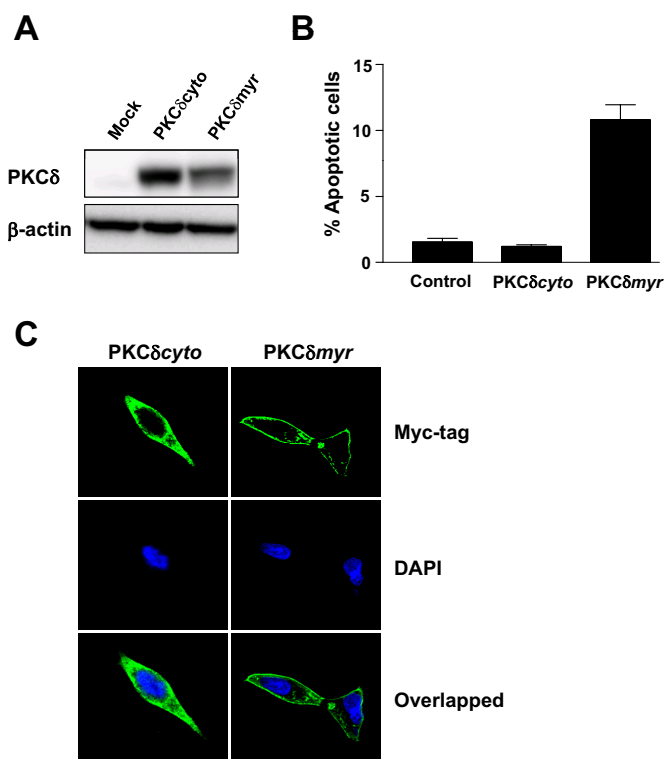 A
Mock
PKCδcyto
PKCδmyr
PKCδ
β-actin
B
% Apoptotic cells
15
10
5
0
Control
PKCδcyto
PKCδmyr
C
PKCδcyto
PKCδmyr
Myc-tag
DAPI
Overlapped